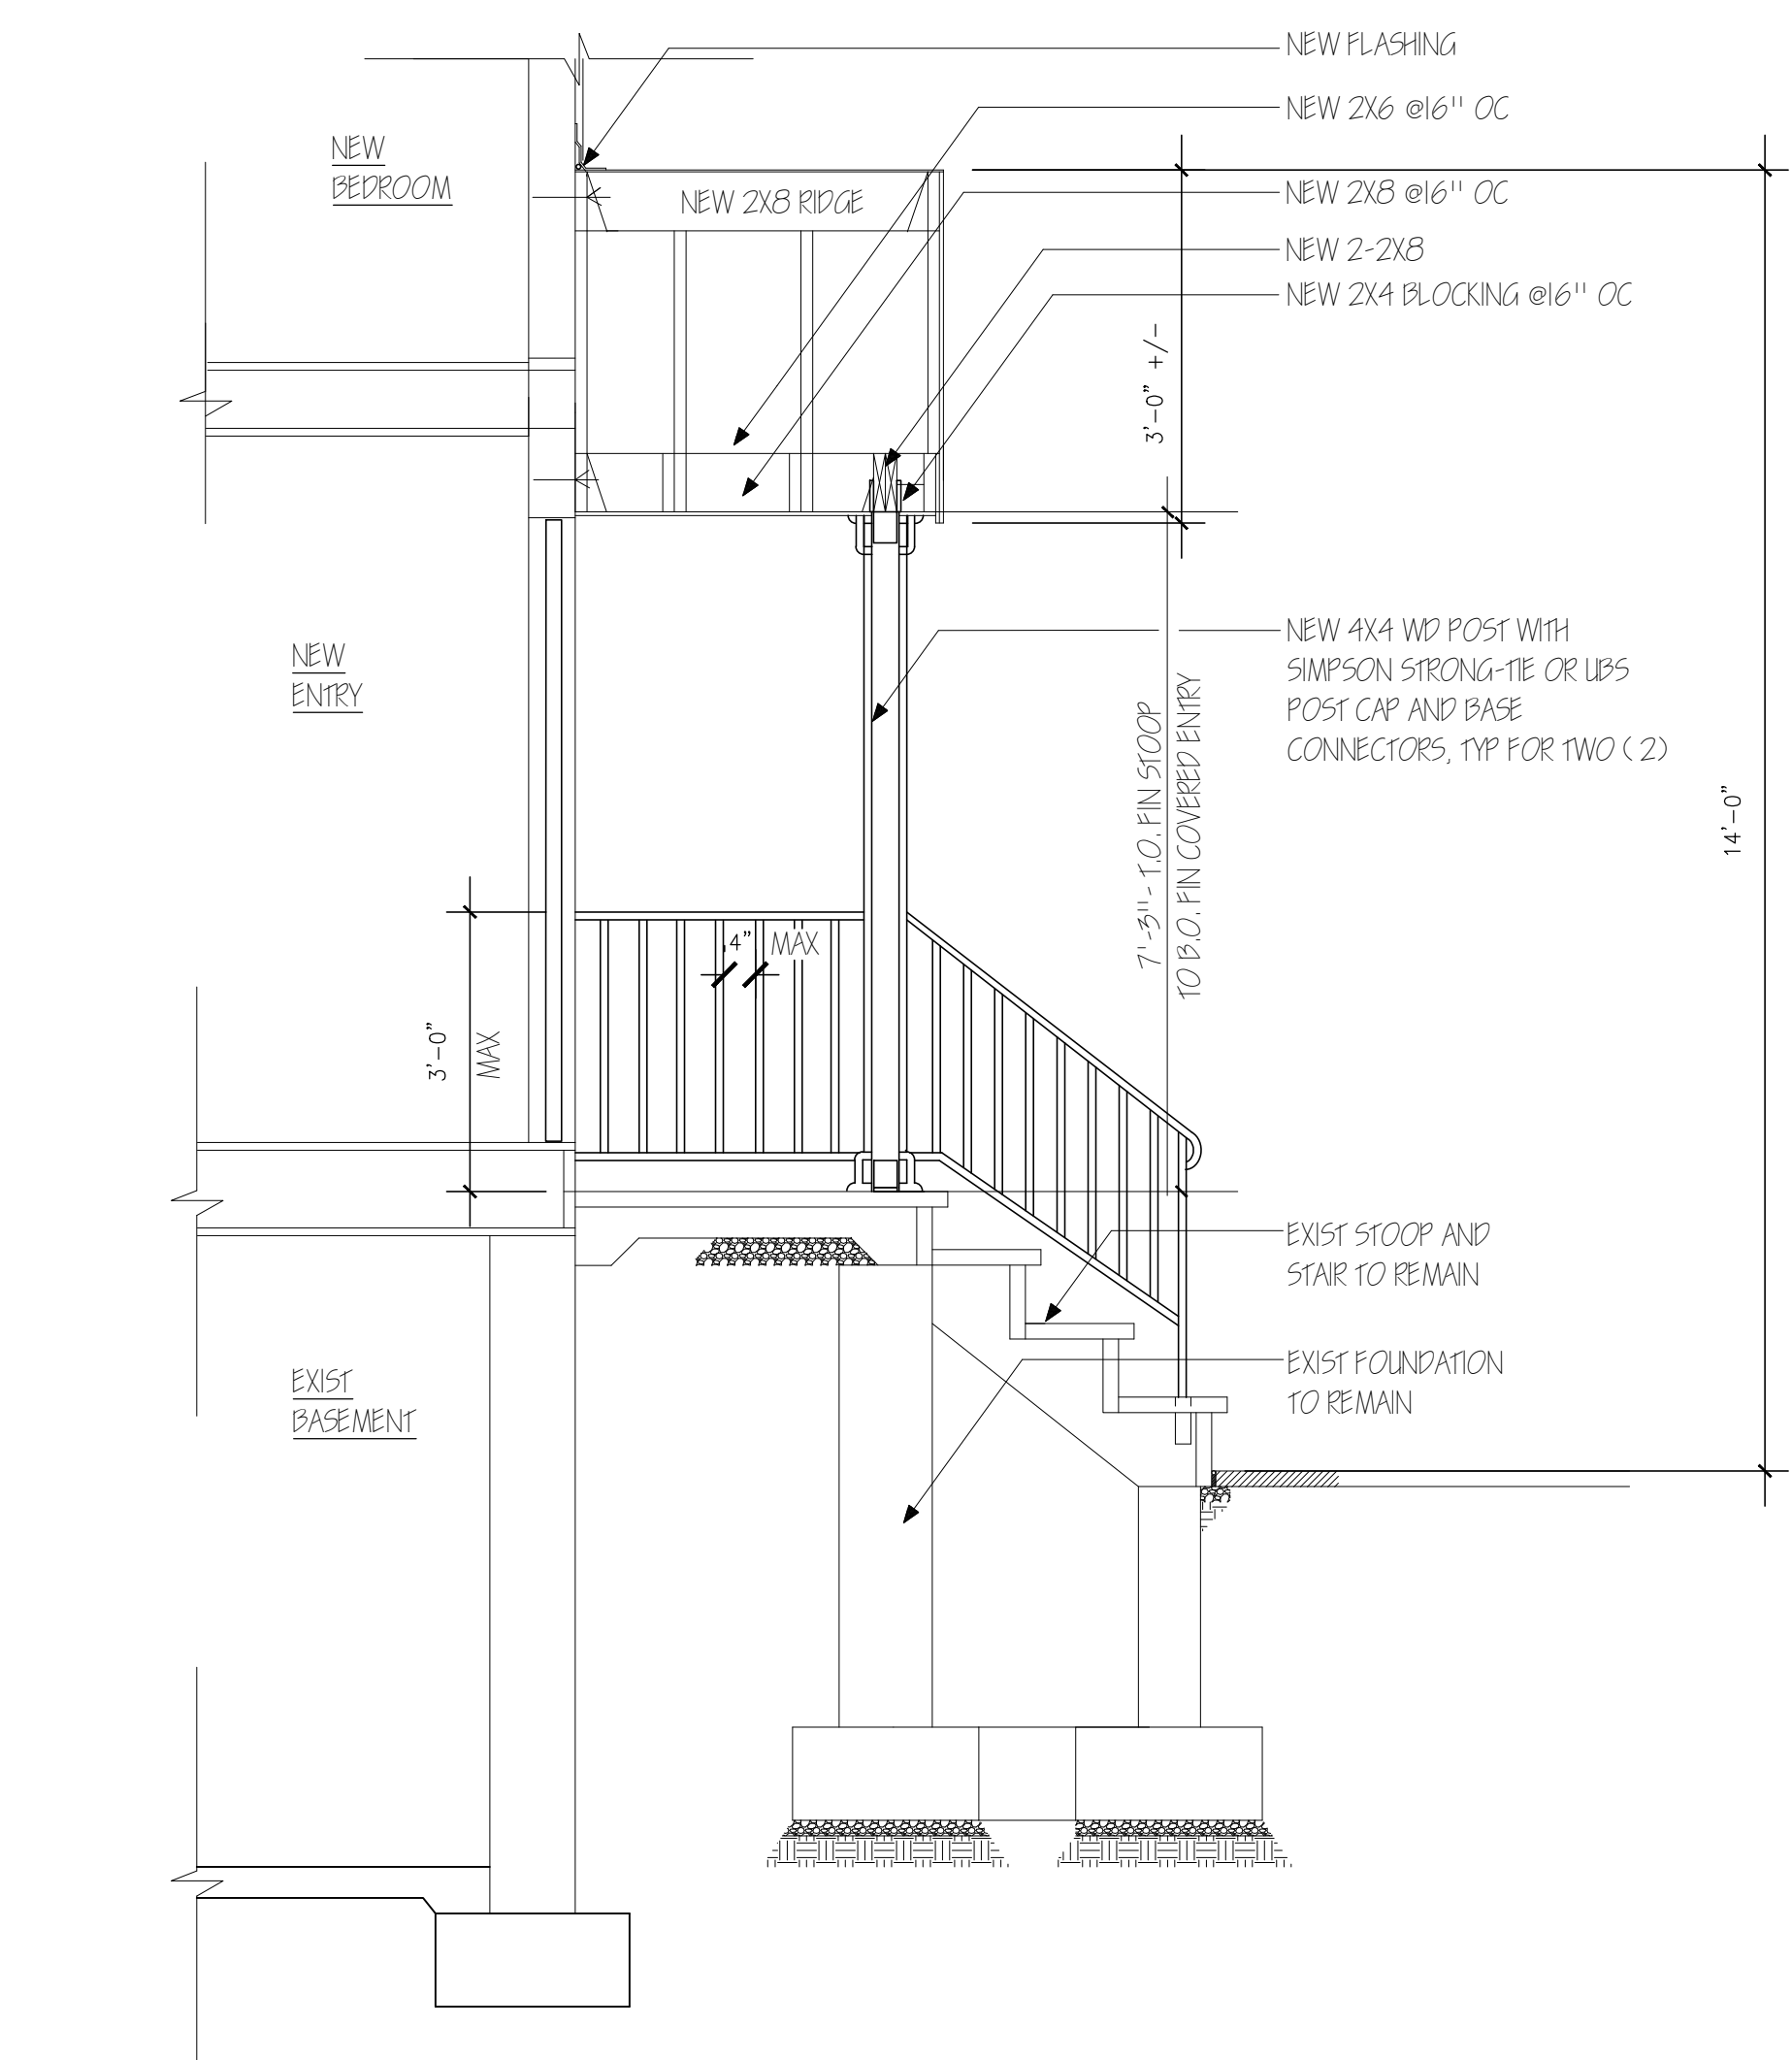 NEW FLASHING
NEW 2X6 @16" OC
NEW
BEDROOM
NEW 2X8 RIDGE
NEW 2X8 @16" OC
NEW 2-2X8
NEW 2X4 BLOCKING @16" OC
3'-0" +/-
NEW
ENTRY
NEW 4X4 WD POST WITH
SIMPSON STRONG-TIE OR UBS
POST CAP AND BASE
CONNECTORS, TYP FOR TWO (2)
7'-3" - T.O. FIN STOOP
TO B.O. FIN COVERED ENTRY
14'-0"
4" MAX
3'-0"
MAX
EXIST STOOP AND
STAIR TO REMAIN
EXIST FOUNDATION
TO REMAIN
EXIST
BASEMENT